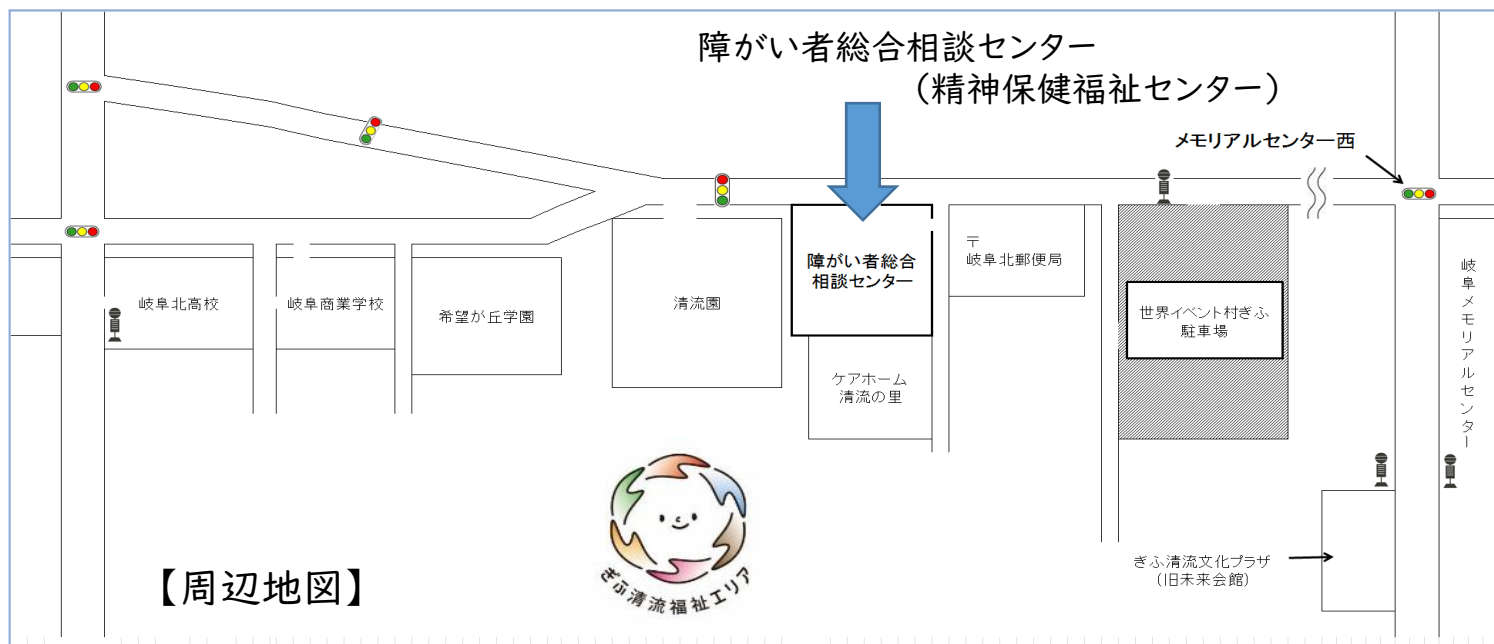 障がい者総合相談センター
（精神保健福祉センター）
メモリアルセンター西
障がい者総合
相談センター
〒
岐阜北郵便局
岐阜北高校
岐阜商業学校
希望が丘学園
清流園
世界イベント村ぎふ
駐車場
岐阜メモリアルセンター
ケアホーム
清流の里
ぎふ清流文化プラザ
（旧未来会館）
ぎふ清流福祉エリア
【周辺地図】